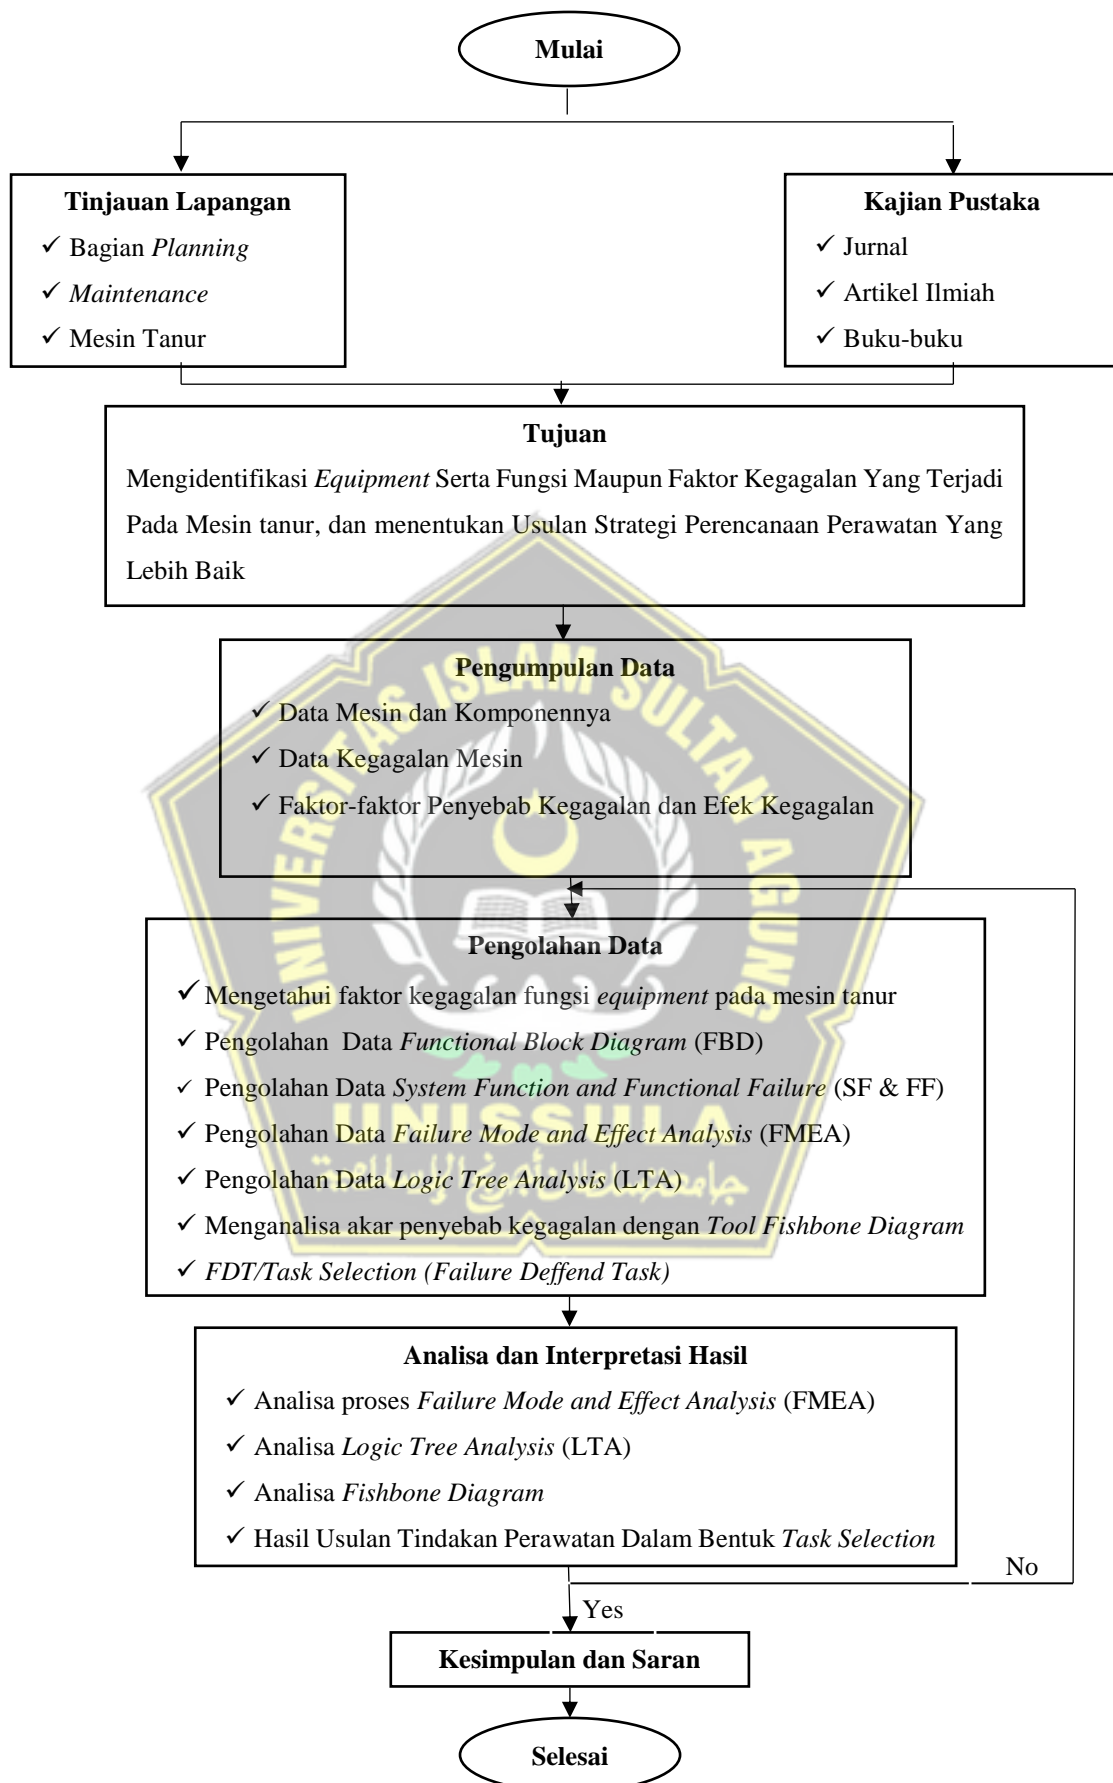 Mulai
Tinjauan Lapangan
✓ Bagian Planning
✓ Maintenance
✓ Mesin Tanur
Kajian Pustaka
✓ Jurnal
✓ Artikel Ilmiah
✓ Buku-buku
Tujuan
Mengidentifikasi Equipment Serta Fungsi Maupun Faktor Kegagalan Yang Terjadi
Pada Mesin tanur, dan menentukan Usulan Strategi Perencanaan Perawatan Yang
Lebih Baik
Pengumpulan Data
✓ Data Mesin dan Komponennya
✓ Data Kegagalan Mesin
✓ Faktor-faktor Penyebab Kegagalan dan Efek Kegagalan
Pengolahan Data
✓ Mengetahui faktor kegagalan fungsi equipment pada mesin tanur
✓ Pengolahan Data Functional Block Diagram (FBD)
✓ Pengolahan Data System Function and Functional Failure (SF & FF)
✓ Pengolahan Data Failure Mode and Effect Analysis (FMEA)
✓ Pengolahan Data Logic Tree Analysis (LTA)
✓ Menganalisa akar penyebab kegagalan dengan Tool Fishbone Diagram
✓ FDT/Task Selection (Failure Deffend Task)
Analisa dan Interpretasi Hasil
✓ Analisa proses Failure Mode and Effect Analysis (FMEA)
✓ Analisa Logic Tree Analysis (LTA)
✓ Analisa Fishbone Diagram
✓ Hasil Usulan Tindakan Perawatan Dalam Bentuk Task Selection
No
Yes
Kesimpulan dan Saran
Selesai
UNIVERSITAS ISLAM SULTAN AGUNG
UNISSULA
جامعة سلطان أجونج الإسلامية